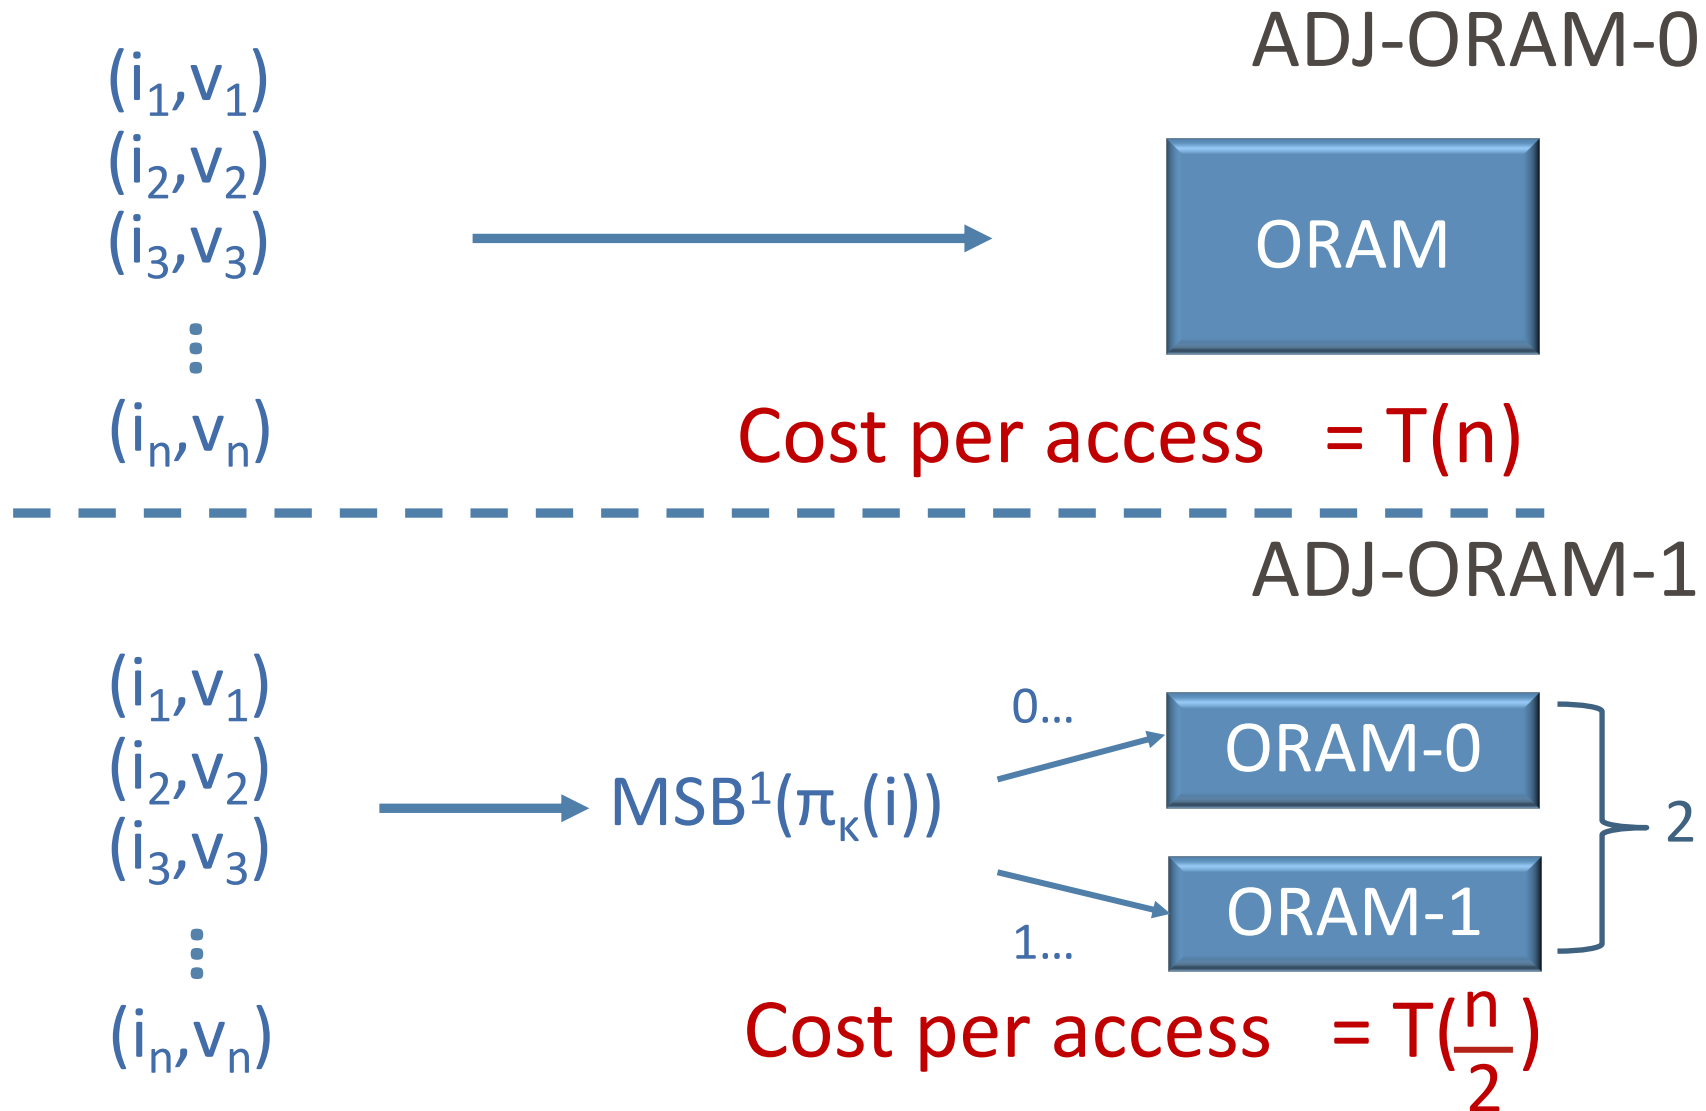 ADJ-ORAM-0
(i₁,v₁)
(i₂,v₂)
(i₃,v₃)
⋮
(iₙ,vₙ)
ORAM
Cost per access = T(n)
ADJ-ORAM-1
(i₁,v₁)
(i₂,v₂)
(i₃,v₃)
⋮
(iₙ,vₙ)
MSB¹(π_κ(i))
0...
1...
ORAM-0
ORAM-1
2
Cost per access = T(n/2)